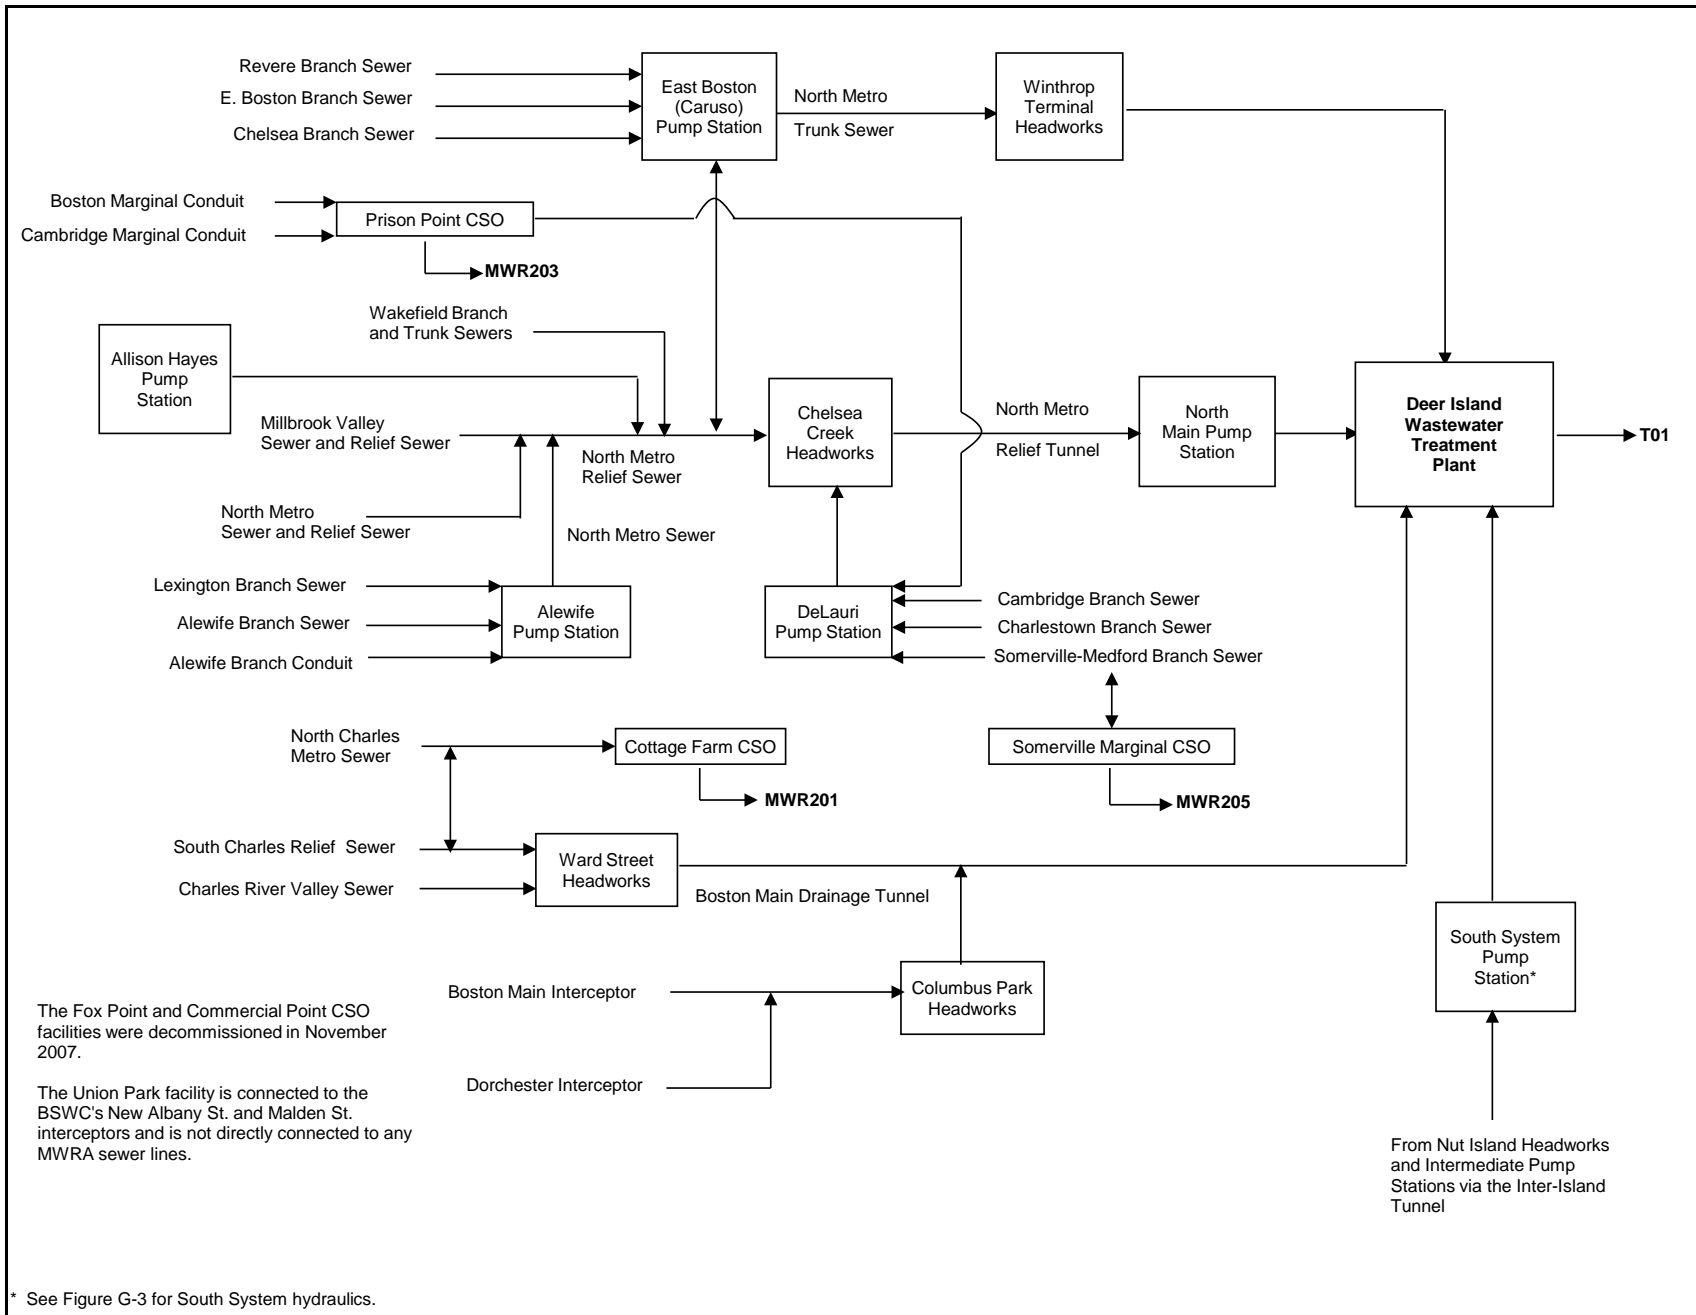 Revere Branch Sewer
E. Boston Branch Sewer
Chelsea Branch Sewer
East Boston
(Caruso)
Pump Station
North Metro
Trunk Sewer
Winthrop
Terminal
Headworks
Boston Marginal Conduit
Cambridge Marginal Conduit
Prison Point CSO
MWR203
Wakefield Branch
and Trunk Sewers
Allison Hayes
Pump
Station
Millbrook Valley
Sewer and Relief Sewer
North Metro
Relief Sewer
Chelsea
Creek
Headworks
North Metro
Relief Tunnel
North
Main Pump
Station
Deer Island
Wastewater
Treatment
Plant
T01
North Metro
Sewer and Relief Sewer
North Metro Sewer
Lexington Branch Sewer
Alewife Branch Sewer
Alewife Branch Conduit
Alewife
Pump Station
DeLauri
Pump Station
Cambridge Branch Sewer
Charlestown Branch Sewer
Somerville-Medford Branch Sewer
North Charles
Metro Sewer
Cottage Farm CSO
MWR201
Somerville Marginal CSO
MWR205
South Charles Relief  Sewer
Charles River Valley Sewer
Ward Street
Headworks
Boston Main Drainage Tunnel
South System
Pump
Station*
Boston Main Interceptor
Columbus Park
Headworks
Dorchester Interceptor
The Fox Point and Commercial Point CSO
facilities were decommissioned in November
2007.
The Union Park facility is connected to the
BSWC's New Albany St. and Malden St.
interceptors and is not directly connected to any
MWRA sewer lines.
From Nut Island Headworks
and Intermediate Pump
Stations via the Inter-Island
Tunnel
* See Figure G-3 for South System hydraulics.